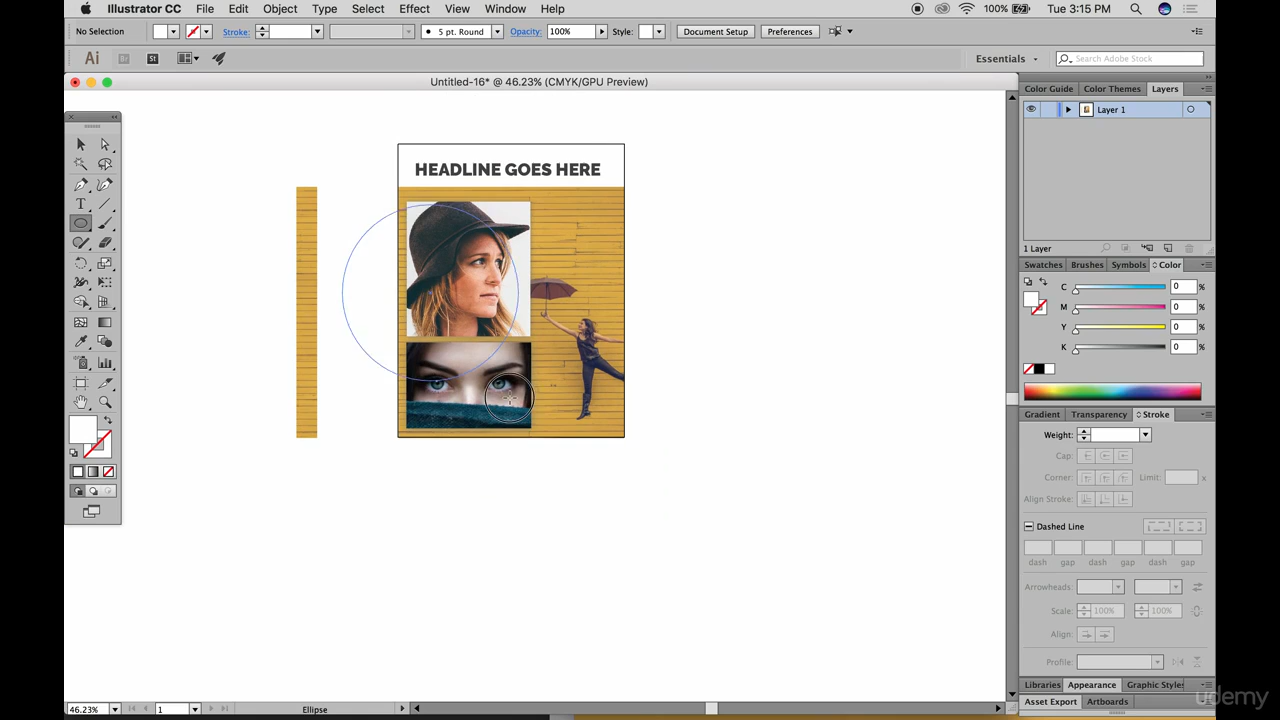 Illustrator CC File Edit Object Type Select Effect View Window Help 100% Tue 3:15 PM
No Selection Stroke: 5 pt. Round Opacity: 100% Style: Document Setup Preferences
Ai Br St Essentials Search Adobe Stock
Untitled-16* @ 46.23% (CMYK/GPU Preview)
Color Guide Color Themes Layers
Layer 1
HEADLINE GOES HERE
1 Layer
Swatches Brushes Symbols Color
C 0 %
M 0 %
Y 0 %
K 0 %
Gradient Transparency Stroke
Weight:
Cap:
Corner: Limit: x
Align Stroke:
Dashed Line
dash gap dash gap dash gap
Arrowheads:
Scale: 100% 100%
Align:
Profile:
Libraries Appearance Graphic Styles
Asset Export Artboards
46.23% 1 Ellipse
udemy